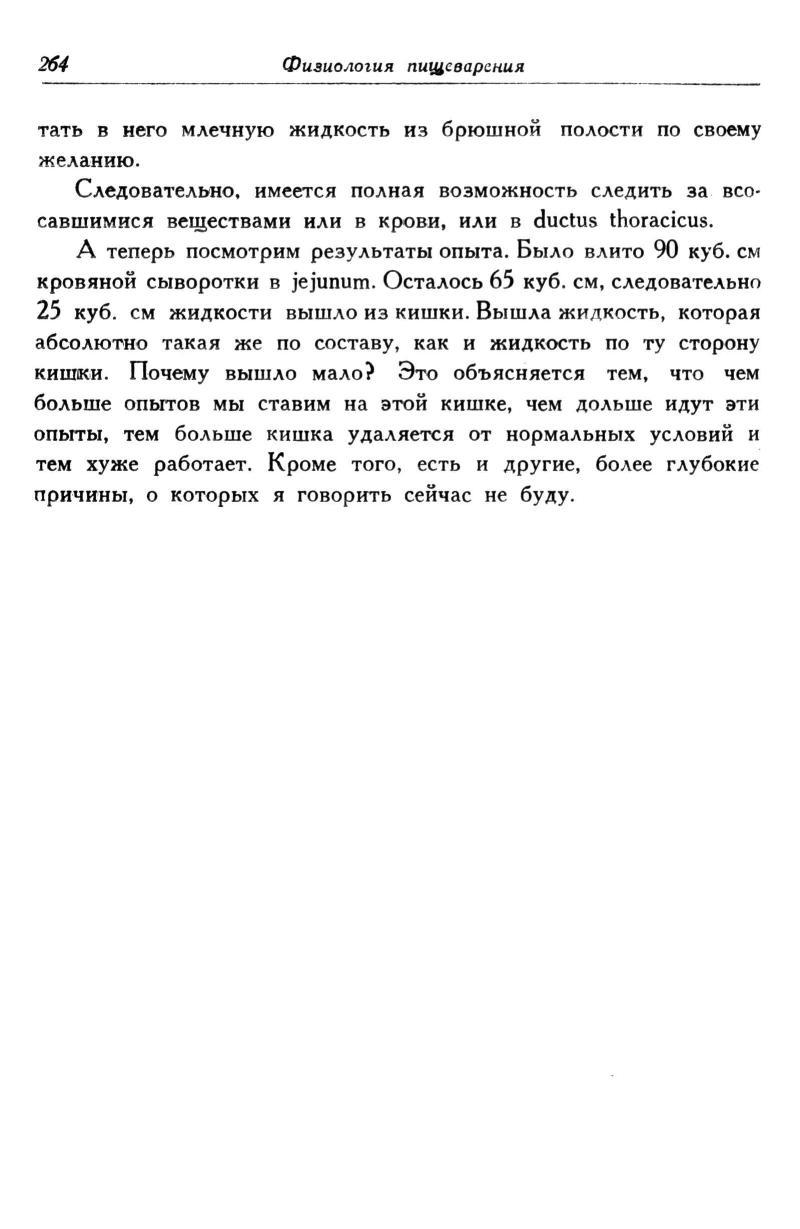 264 Физиология пищеварения
тать в него млечную жидкость из брюшной полости по своему
желанию.
Следовательно, имеется полная возможность следить за всо-
савшимися веществами или в крови, или в ductus thoracicus.
А теперь посмотрим результаты опыта. Было влито 90 куб. см
кровяной сыворотки в jejunum. Осталось 65 куб. см, следовательно
25 куб. см жидкости вышло из кишки. Вышла жидкость, которая
абсолютно такая же по составу, как и жидкость по ту сторону
кишки. Почему вышло мало? Это объясняется тем, что чем
больше опытов мы ставим на этой кишке, чем дольше идут эти
опыты, тем больше кишка удаляется от нормальных условий и
тем хуже работает. Кроме того, есть и другие, более глубокие
причины, о которых я говорить сейчас не буду.